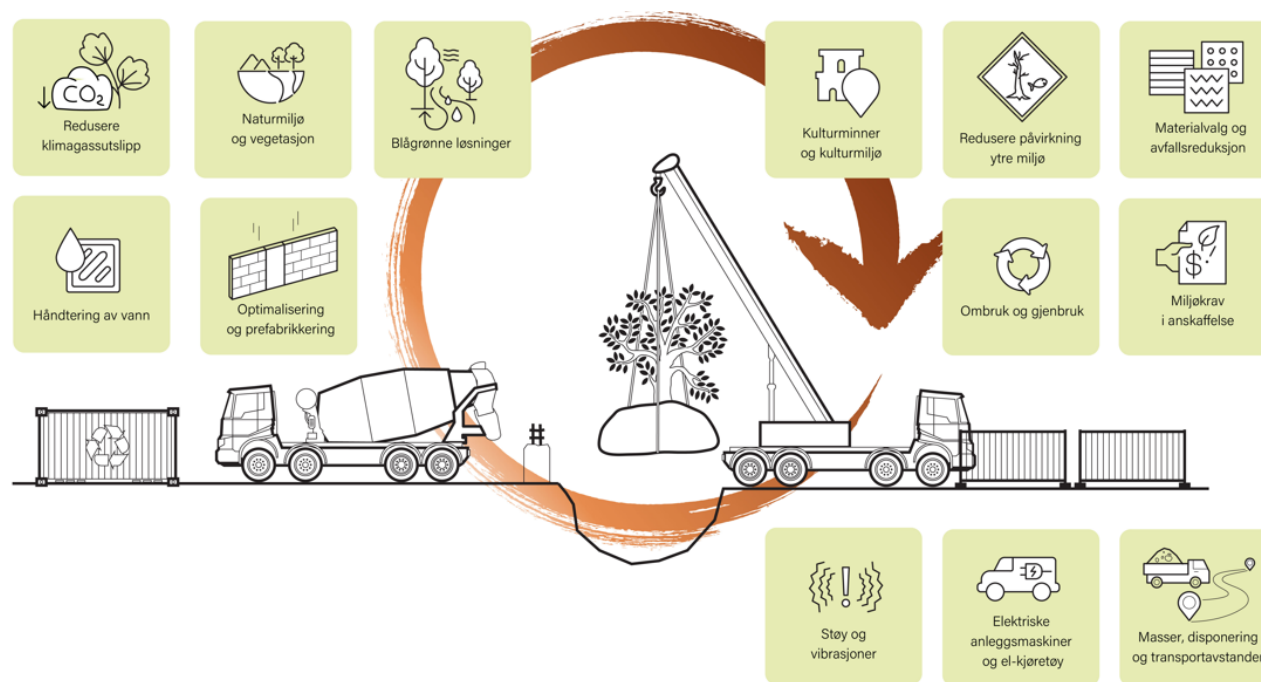 CO₂
Redusere
klimagassutslipp
Naturmiljø
og vegetasjon
Blågrønne løsninger
Kulturminner
og kulturmiljø
Redusere påvirkning
ytre miljø
Materialvalg og
avfallsreduksjon
Håndtering av vann
Optimalisering
og prefabrikkering
Ombruk og gjenbruk
$
Miljøkrav
i anskaffelse
!
Støy og
vibrasjoner
Elektriske
anleggsmaskiner
og el-kjøretøy
Masser, disponering
og transportavstander